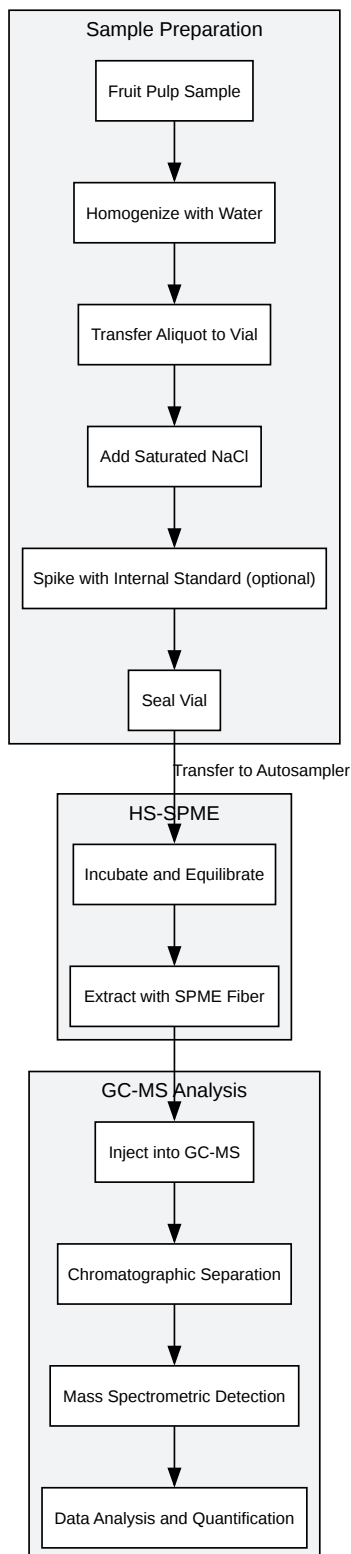 Sample Preparation
Fruit Pulp Sample
Homogenize with Water
Transfer Aliquot to Vial
Add Saturated NaCl
Spike with Internal Standard (optional)
Seal Vial
Transfer to Autosampler
HS-SPME
Incubate and Equilibrate
Extract with SPME Fiber
GC-MS Analysis
Inject into GC-MS
Chromatographic Separation
Mass Spectrometric Detection
Data Analysis and Quantification